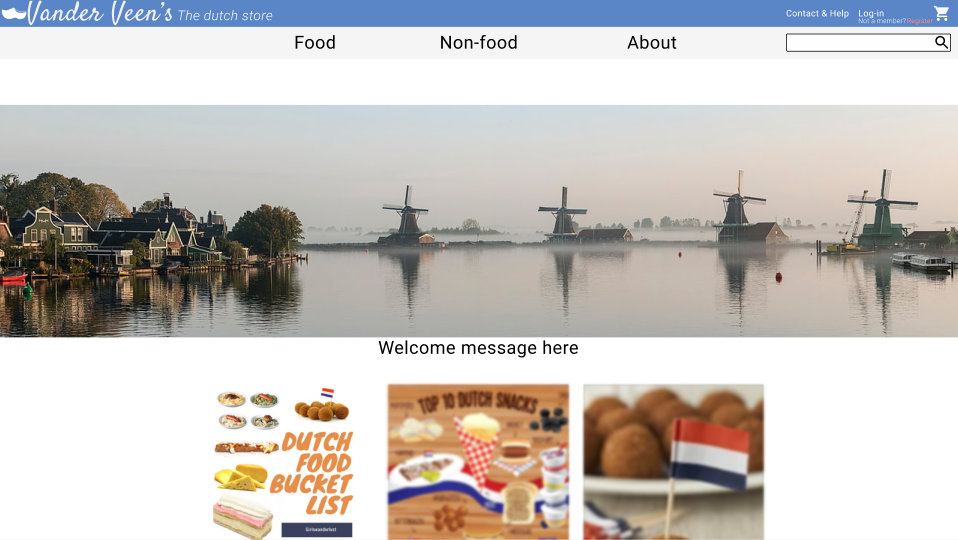 Vander Veen's The dutch store
Contact & Help
Log-in
Not a member? Register
Food
Non-food
About
Welcome message here
DUTCH
FOOD
BUCKET
LIST
TOP 10 DUTCH SNACKS